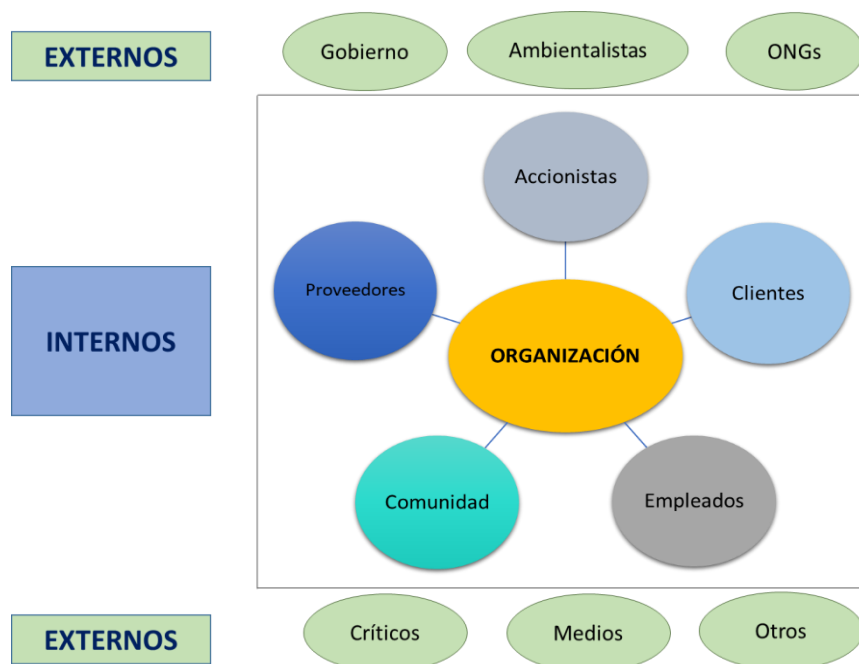 EXTERNOS
Gobierno
Ambientalistas
ONGs
Accionistas
Proveedores
Clientes
INTERNOS
ORGANIZACIÓN
Comunidad
Empleados
EXTERNOS
Críticos
Medios
Otros